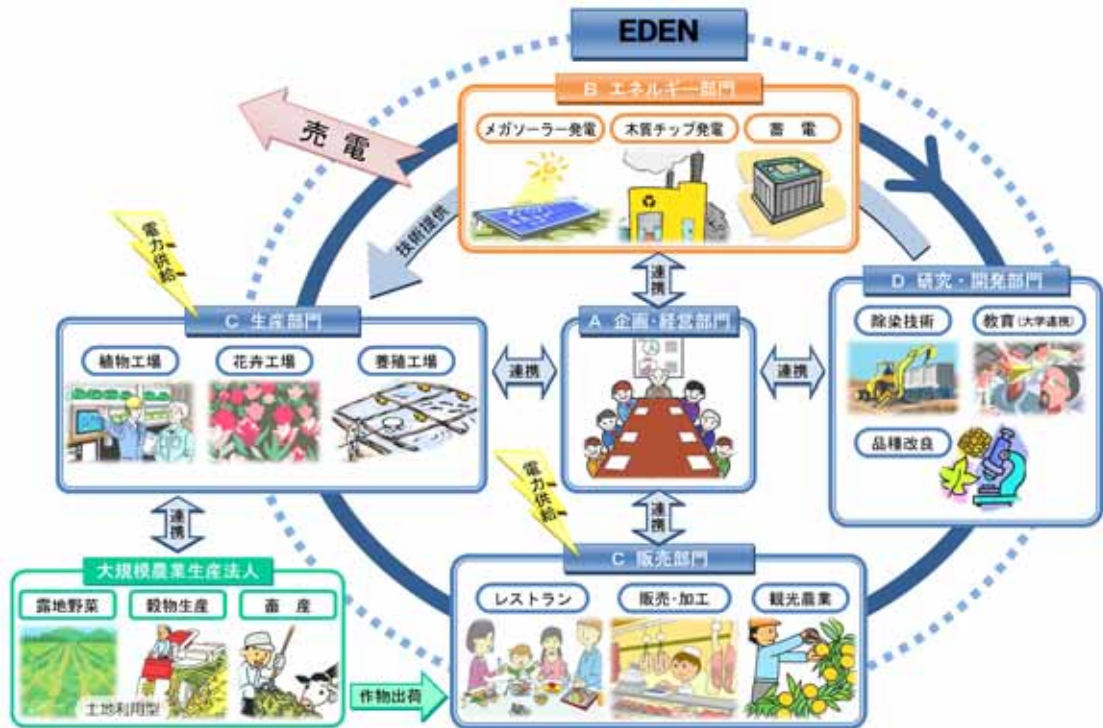 EDEN
B エネルギー部門
メガソーラー発電
木質チップ発電
蓄 電
売 電
技術提供
電力供給
連携
C 生産部門
植物工場
花卉工場
養殖工場
連携
A 企画・経営部門
連携
D 研究・開発部門
除染技術
教育(大学連携)
品種改良
電力供給
連携
連携
大規模農業生産法人
露地野菜
穀物生産
畜 産
土地利用型
作物出荷
C 販売部門
レストラン
販売・加工
観光農業